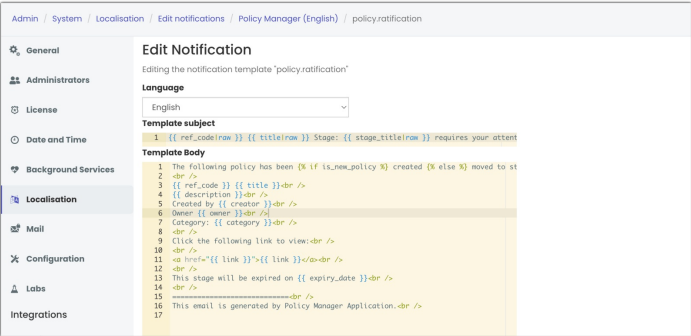 Admin / System / Localisation / Edit notifications / Policy Manager (English) / policy.ratification
General
Administrators
License
Date and Time
Background Services
Localisation
Mail
Configuration
Labs
Integrations
Edit Notification
Editing the notification template "policy.ratification"
Language
English
Template subject
1 {{ ref_code|raw }} {{ title|raw }} Stage: {{ stage_title|raw }} requires your attent
Template Body
1 The following policy has been {% if is_new_policy %} created {% else %} moved to st
2 <br />
3 {{ ref_code }} {{ title }}<br />
4 {{ description }}<br />
5 Created by {{ creator }}<br />
6 Owner {{ owner }}<br />
7 Category: {{ category }}<br />
8 <br />
9 Click the following link to view:<br />
10 <br />
11 <a href="{{ link }}">{{ link }}</a><br />
12 <br />
13 This stage will be expired on {{ expiry_date }}<br />
14 <br />
15 ============================<br />
16 This email is generated by Policy Manager Application.<br />
17